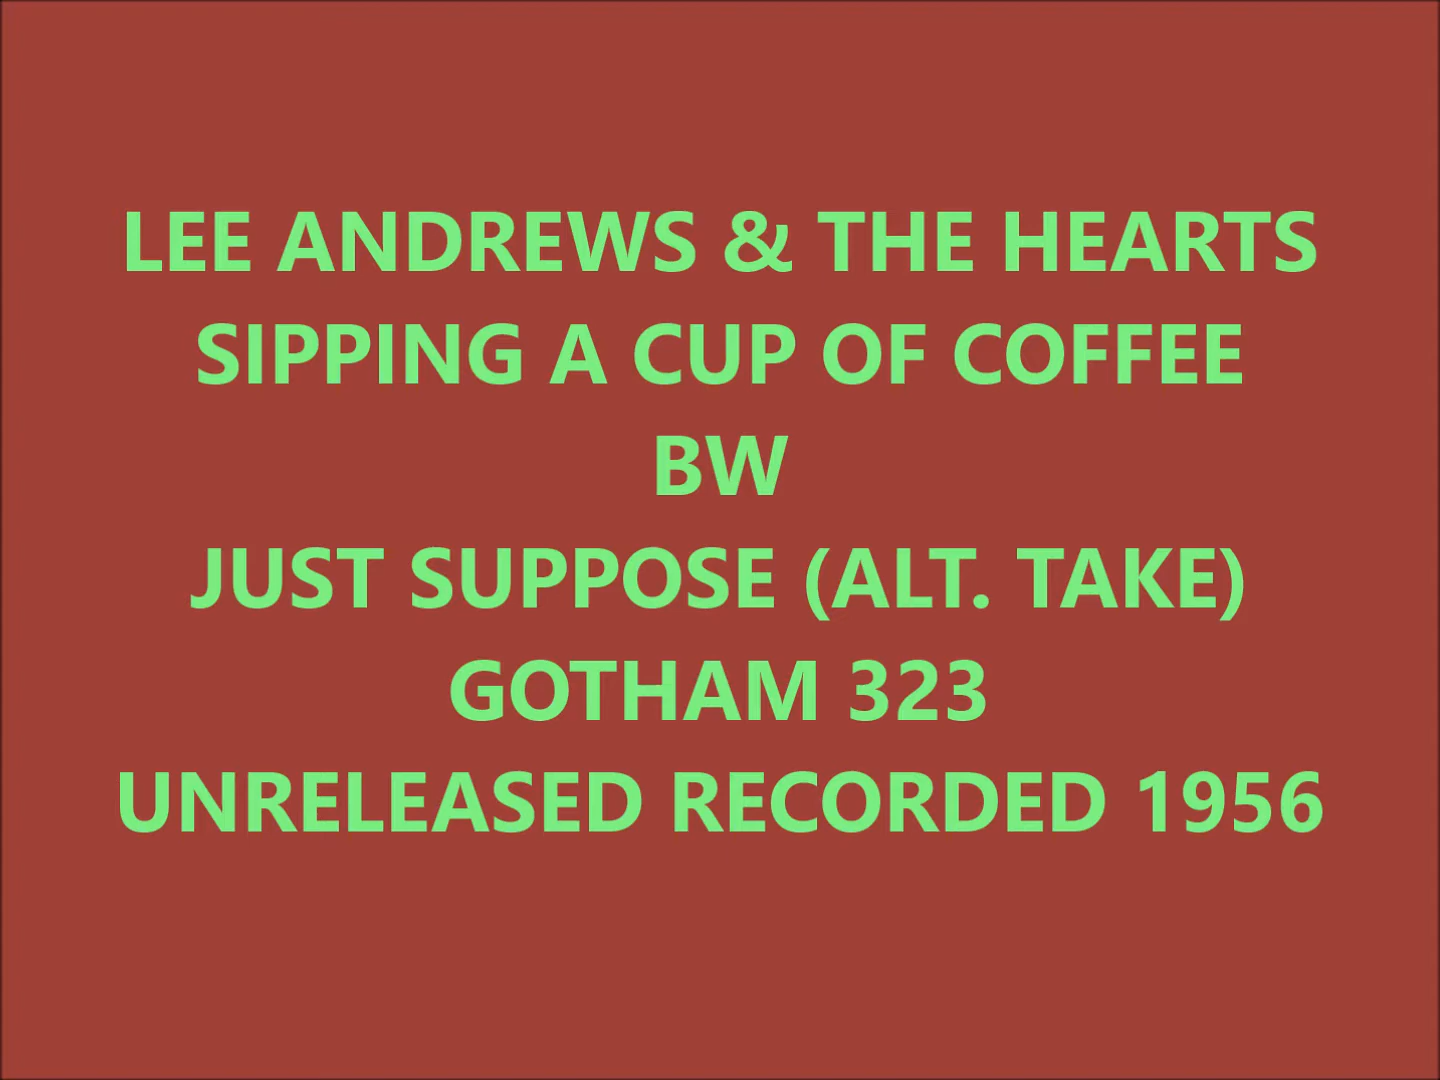 LEE ANDREWS & THE HEARTS
SIPPING A CUP OF COFFEE
BW
JUST SUPPOSE (ALT. TAKE)
GOTHAM 323
UNRELEASED RECORDED 1956